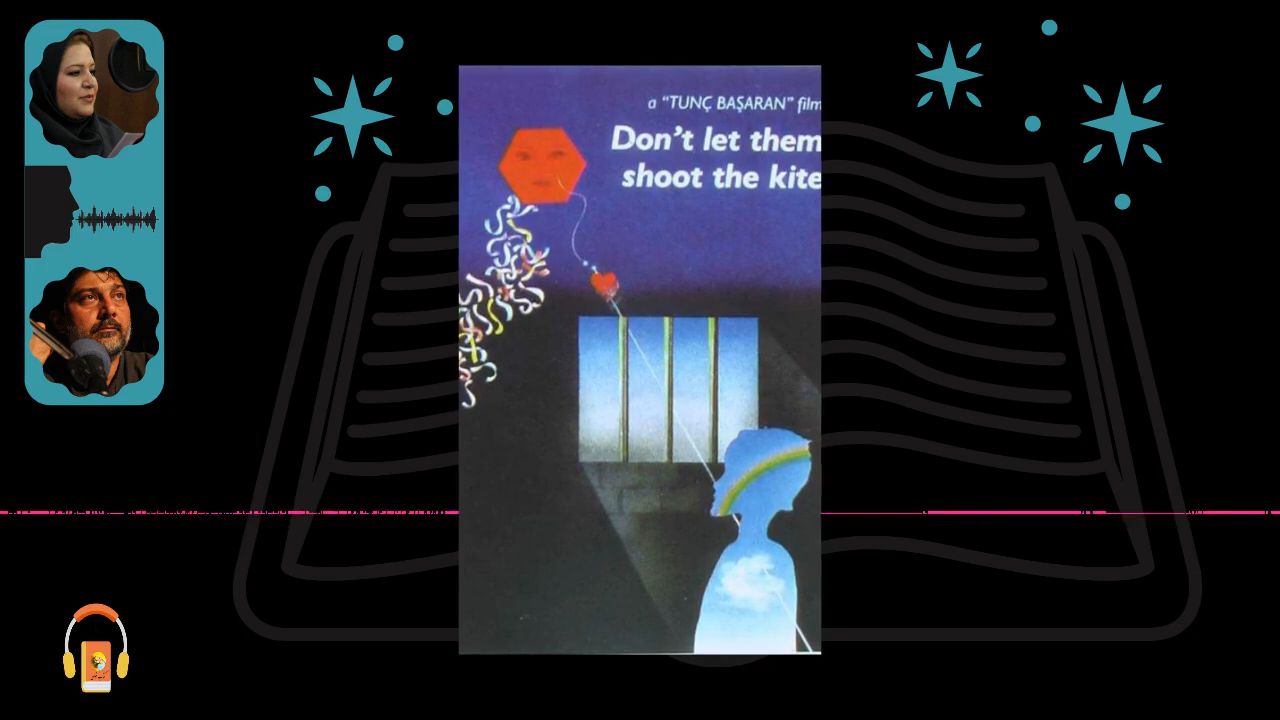 a “TUNÇ BAŞARAN” film
Don’t let them
shoot the kite